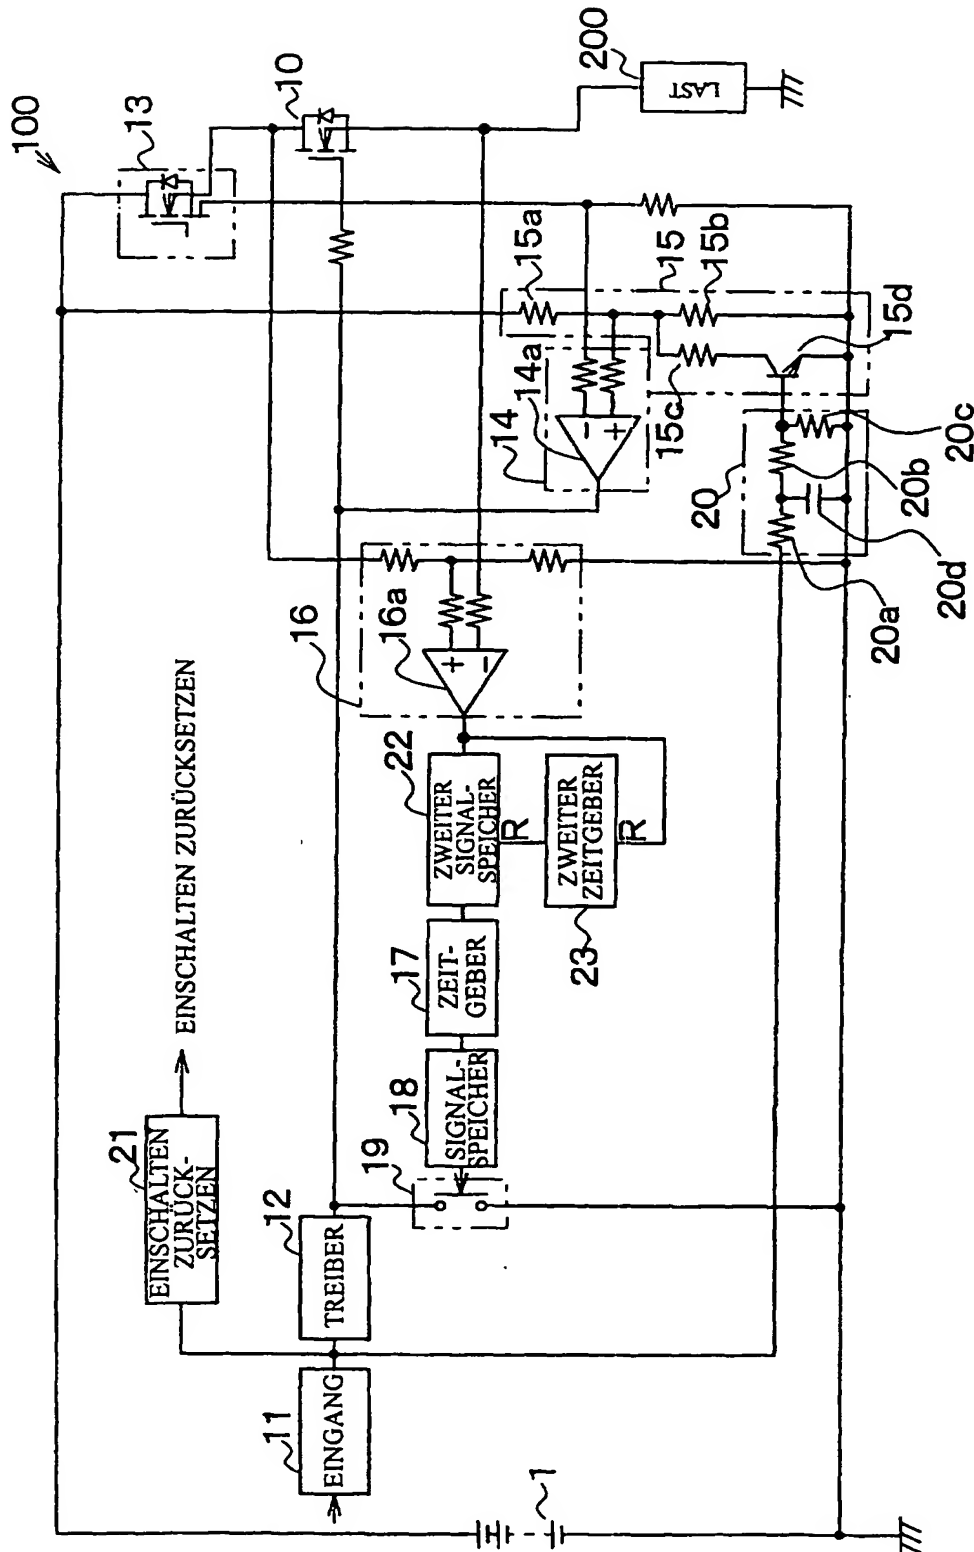 100
13
10
200
LAST
15a
15
15b
15d
14a
14
15c
20
20c
20b
20d
20a
−
+
16
16a
+
−
EINSCHALTEN ZURÜCKSETZEN
22
ZWEITER
SIGNAL-
SPEICHER
R
ZWEITER
ZEITGEBER
R
23
17
ZEIT-
GEBER
18
SIGNAL-
SPEICHER
19
21
EINSCHALTEN
ZURÜCK-
SETZEN
12
TREIBER
11
EINGANG
1